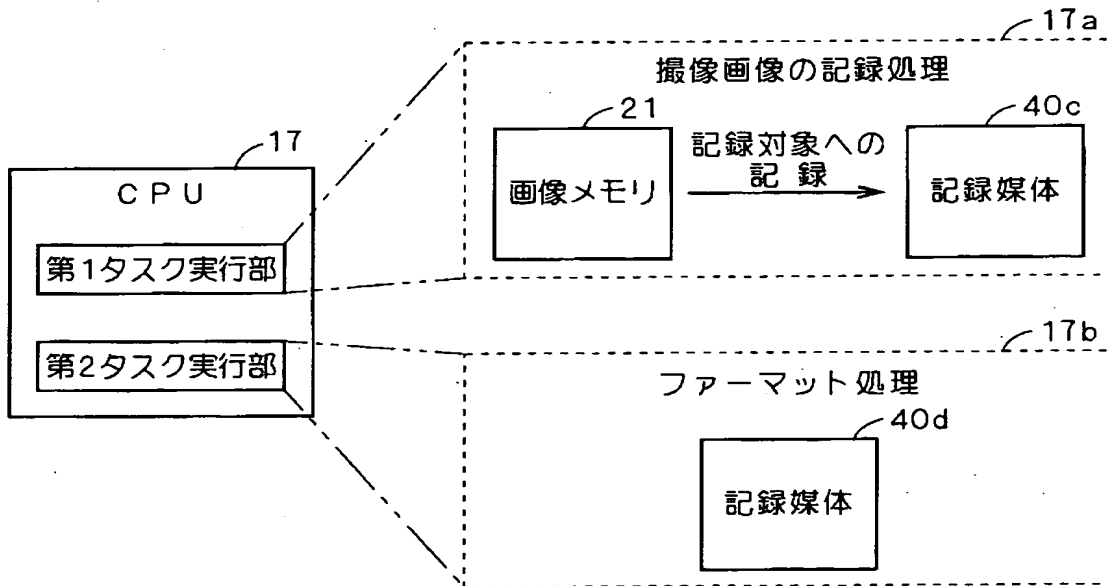 17a
撮像画像の記録処理
21
40c
17
記録対象への
記録
CPU
画像メモリ
記録媒体
第1タスク実行部
第2タスク実行部
17b
ファーマット処理
40d
記録媒体